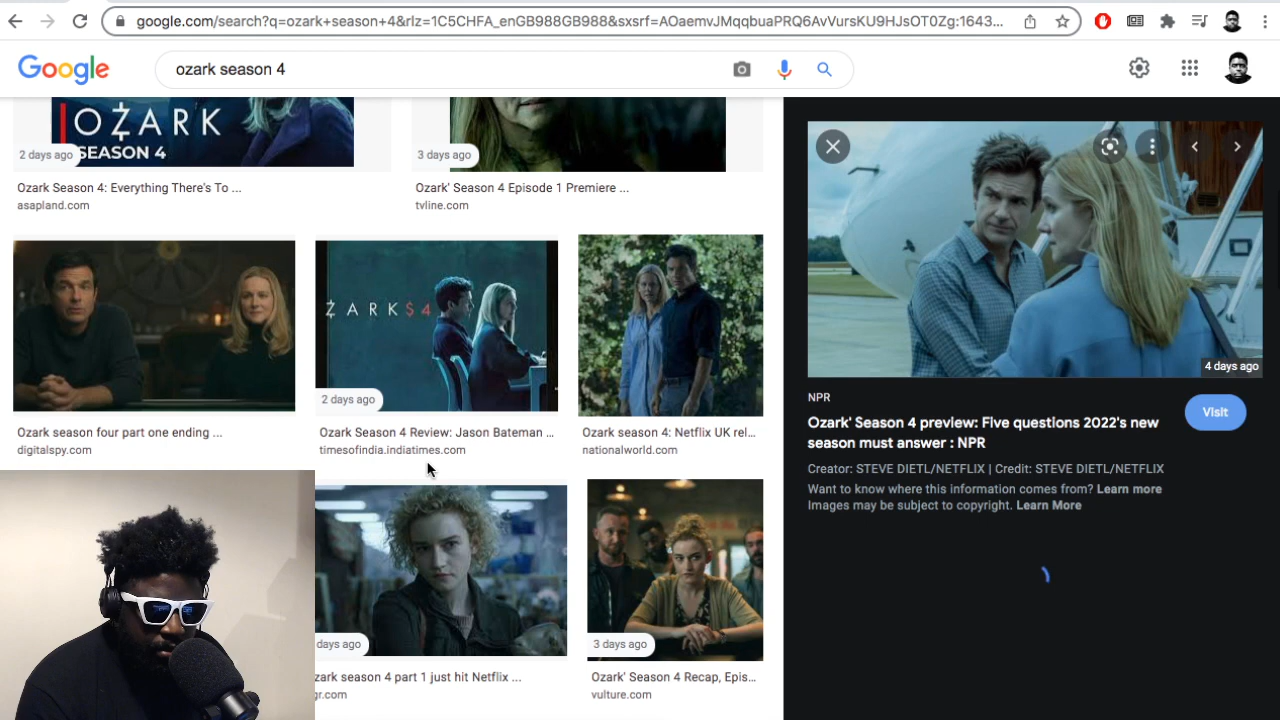 google.com/search?q=ozark+season+4&rlz=1C5CHFA_enGB988GB988&sxsrf=AOaemvJMqqbuaPRQ6AvVursKU9HJsOT0Zg:1643...
Google
ozark season 4
OZARK
SEASON 4
2 days ago
3 days ago
Ozark Season 4: Everything There's To ...
asapland.com
Ozark' Season 4 Episode 1 Premiere ...
tvline.com
ZARK$4
2 days ago
Ozark season four part one ending ...
digitalspy.com
Ozark Season 4 Review: Jason Bateman ...
timesofindia.indiatimes.com
Ozark season 4: Netflix UK rel...
nationalworld.com
days ago
3 days ago
zark season 4 part 1 just hit Netflix ...
gr.com
Ozark' Season 4 Recap, Epis...
vulture.com
4 days ago
NPR
Ozark' Season 4 preview: Five questions 2022's new
season must answer : NPR
Visit
Creator: STEVE DIETL/NETFLIX | Credit: STEVE DIETL/NETFLIX
Want to know where this information comes from? Learn more
Images may be subject to copyright. Learn More